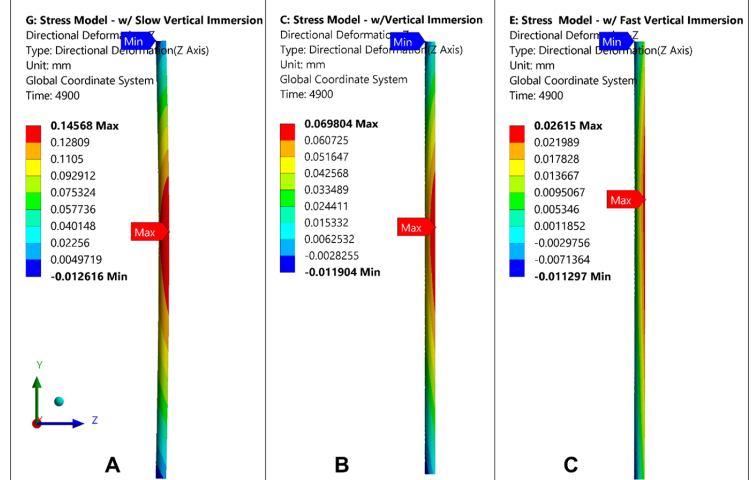 G: Stress Model - w/ Slow Vertical Immersion
Directional Deformation Z
Type: Directional Deformation(Z Axis)
Unit: mm
Global Coordinate System
Time: 4900
Min
0.14568 Max
0.12809
0.1105
0.092912
0.075324
0.057736
0.040148
0.02256
0.0049719
-0.012616 Min
Max
Y
Z
A
C: Stress Model - w/Vertical Immersion
Directional Deformation Z
Type: Directional Deformation(Z Axis)
Unit: mm
Global Coordinate System
Time: 4900
Min
0.069804 Max
0.060725
0.051647
0.042568
0.033489
0.024411
0.015332
0.0062532
-0.0028255
-0.011904 Min
Max
B
E: Stress Model - w/ Fast Vertical Immersion
Directional Deformation Z
Type: Directional Deformation(Z Axis)
Unit: mm
Global Coordinate System
Time: 4900
Min
0.02615 Max
0.021989
0.017828
0.013667
0.0095067
0.005346
0.0011852
-0.0029756
-0.0071364
-0.011297 Min
Max
C